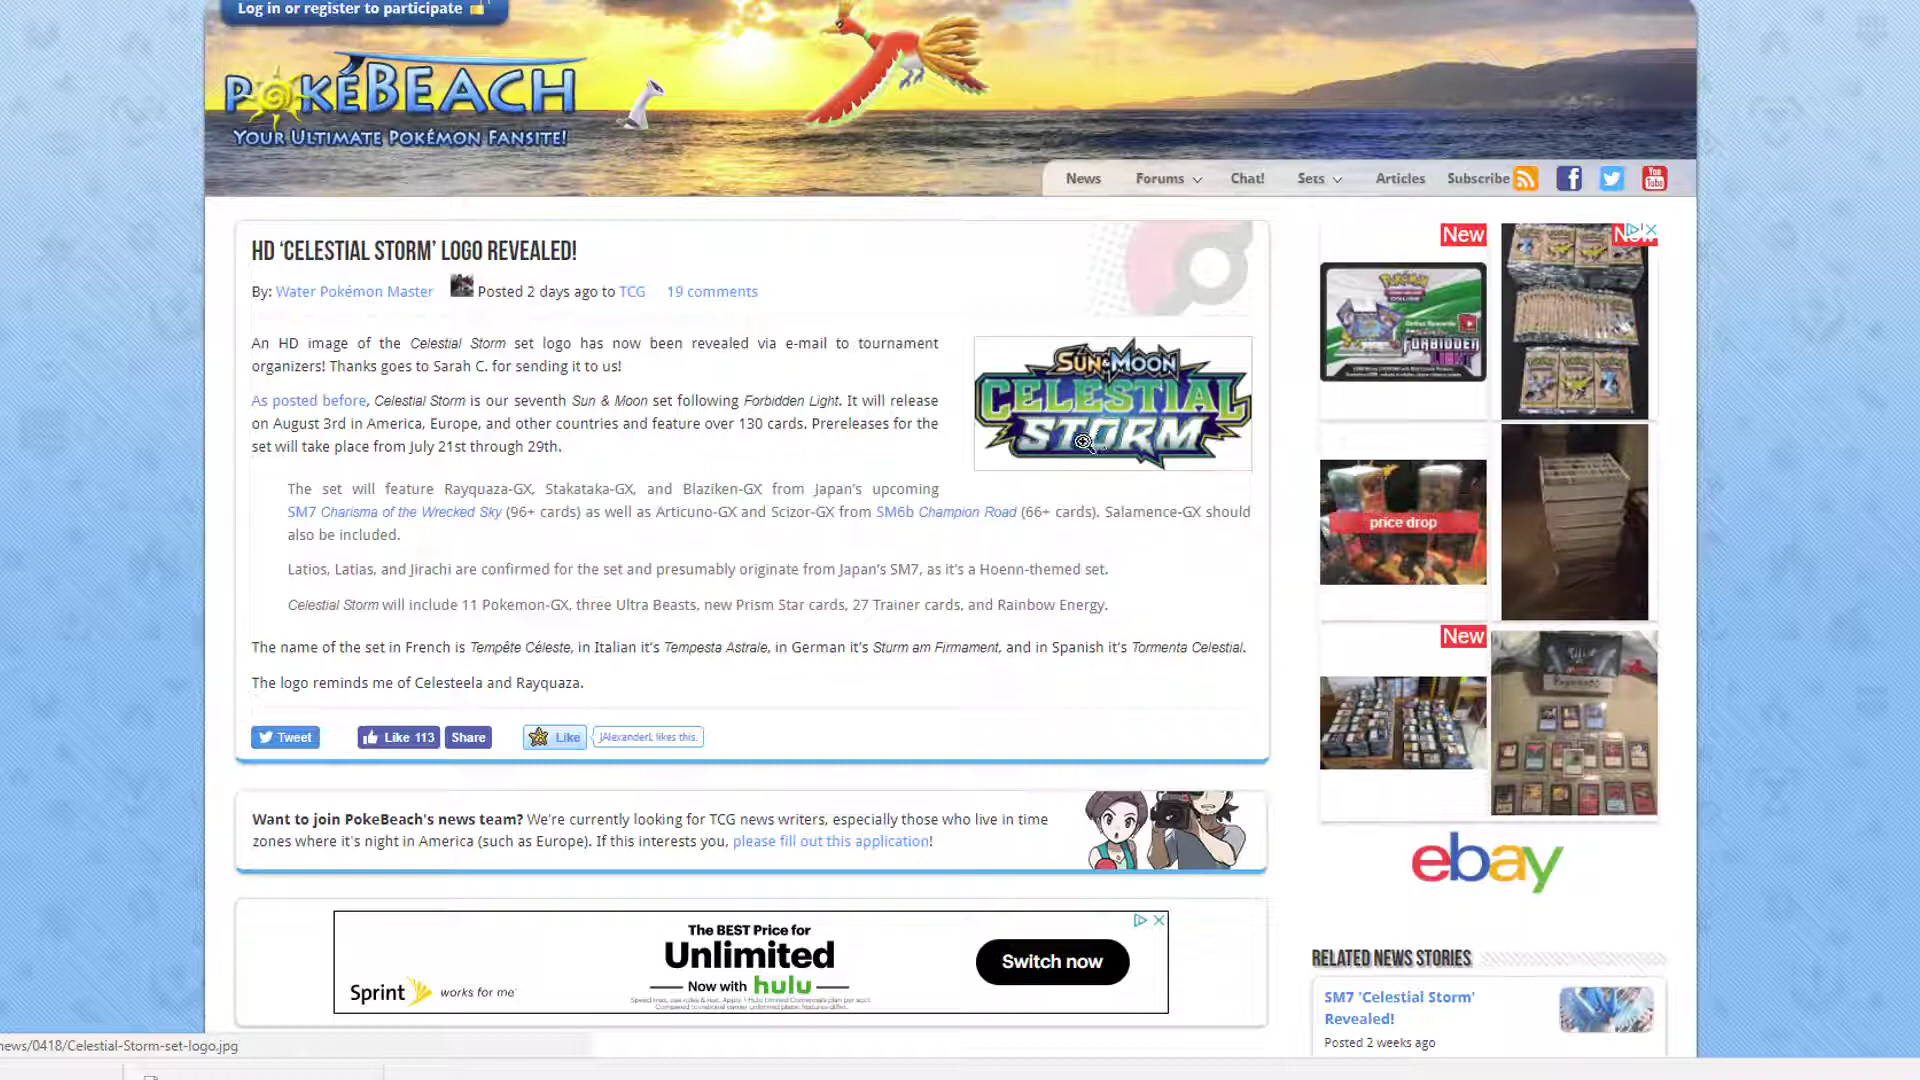 Log in or register to participate
POKÉBEACH
YOUR ULTIMATE POKÉMON FANSITE!
News Forums Chat! Sets Articles Subscribe
HD ‘CELESTIAL STORM’ LOGO REVEALED!
By: Water Pokémon Master Posted 2 days ago to TCG 19 comments
An HD image of the Celestial Storm set logo has now been revealed via e-mail to tournament
organizers! Thanks goes to Sarah C. for sending it to us!
As posted before, Celestial Storm is our seventh Sun & Moon set following Forbidden Light. It will release
on August 3rd in America, Europe, and other countries and feature over 130 cards. Prereleases for the
set will take place from July 21st through 29th.
SUN & MOON
CELESTIAL
STORM
The set will feature Rayquaza-GX, Stakataka-GX, and Blaziken-GX from Japan’s upcoming
SM7 Charisma of the Wrecked Sky (96+ cards) as well as Articuno-GX and Scizor-GX from SM6b Champion Road (66+ cards). Salamence-GX should
also be included.
Latios, Latias, and Jirachi are confirmed for the set and presumably originate from Japan’s SM7, as it’s a Hoenn-themed set.
Celestial Storm will include 11 Pokemon-GX, three Ultra Beasts, new Prism Star cards, 27 Trainer cards, and Rainbow Energy.
The name of the set in French is Tempête Céleste, in Italian it’s Tempesta Astrale, in German it’s Sturm am Firmament, and in Spanish it’s Tormenta Celestial.
The logo reminds me of Celesteela and Rayquaza.
Tweet Like 113 Share Like JAlexanderL likes this.
Want to join PokeBeach's news team? We're currently looking for TCG news writers, especially those who live in time
zones where it's night in America (such as Europe). If this interests you, please fill out this application!
The BEST Price for
Unlimited
Now with hulu
Sprint works for me
Switch now
New
New
FORBIDDEN
LIGHT
price drop
New
ebay
RELATED NEWS STORIES
SM7 'Celestial Storm'
Revealed!
Posted 2 weeks ago
news/0418/Celestial-Storm-set-logo.jpg